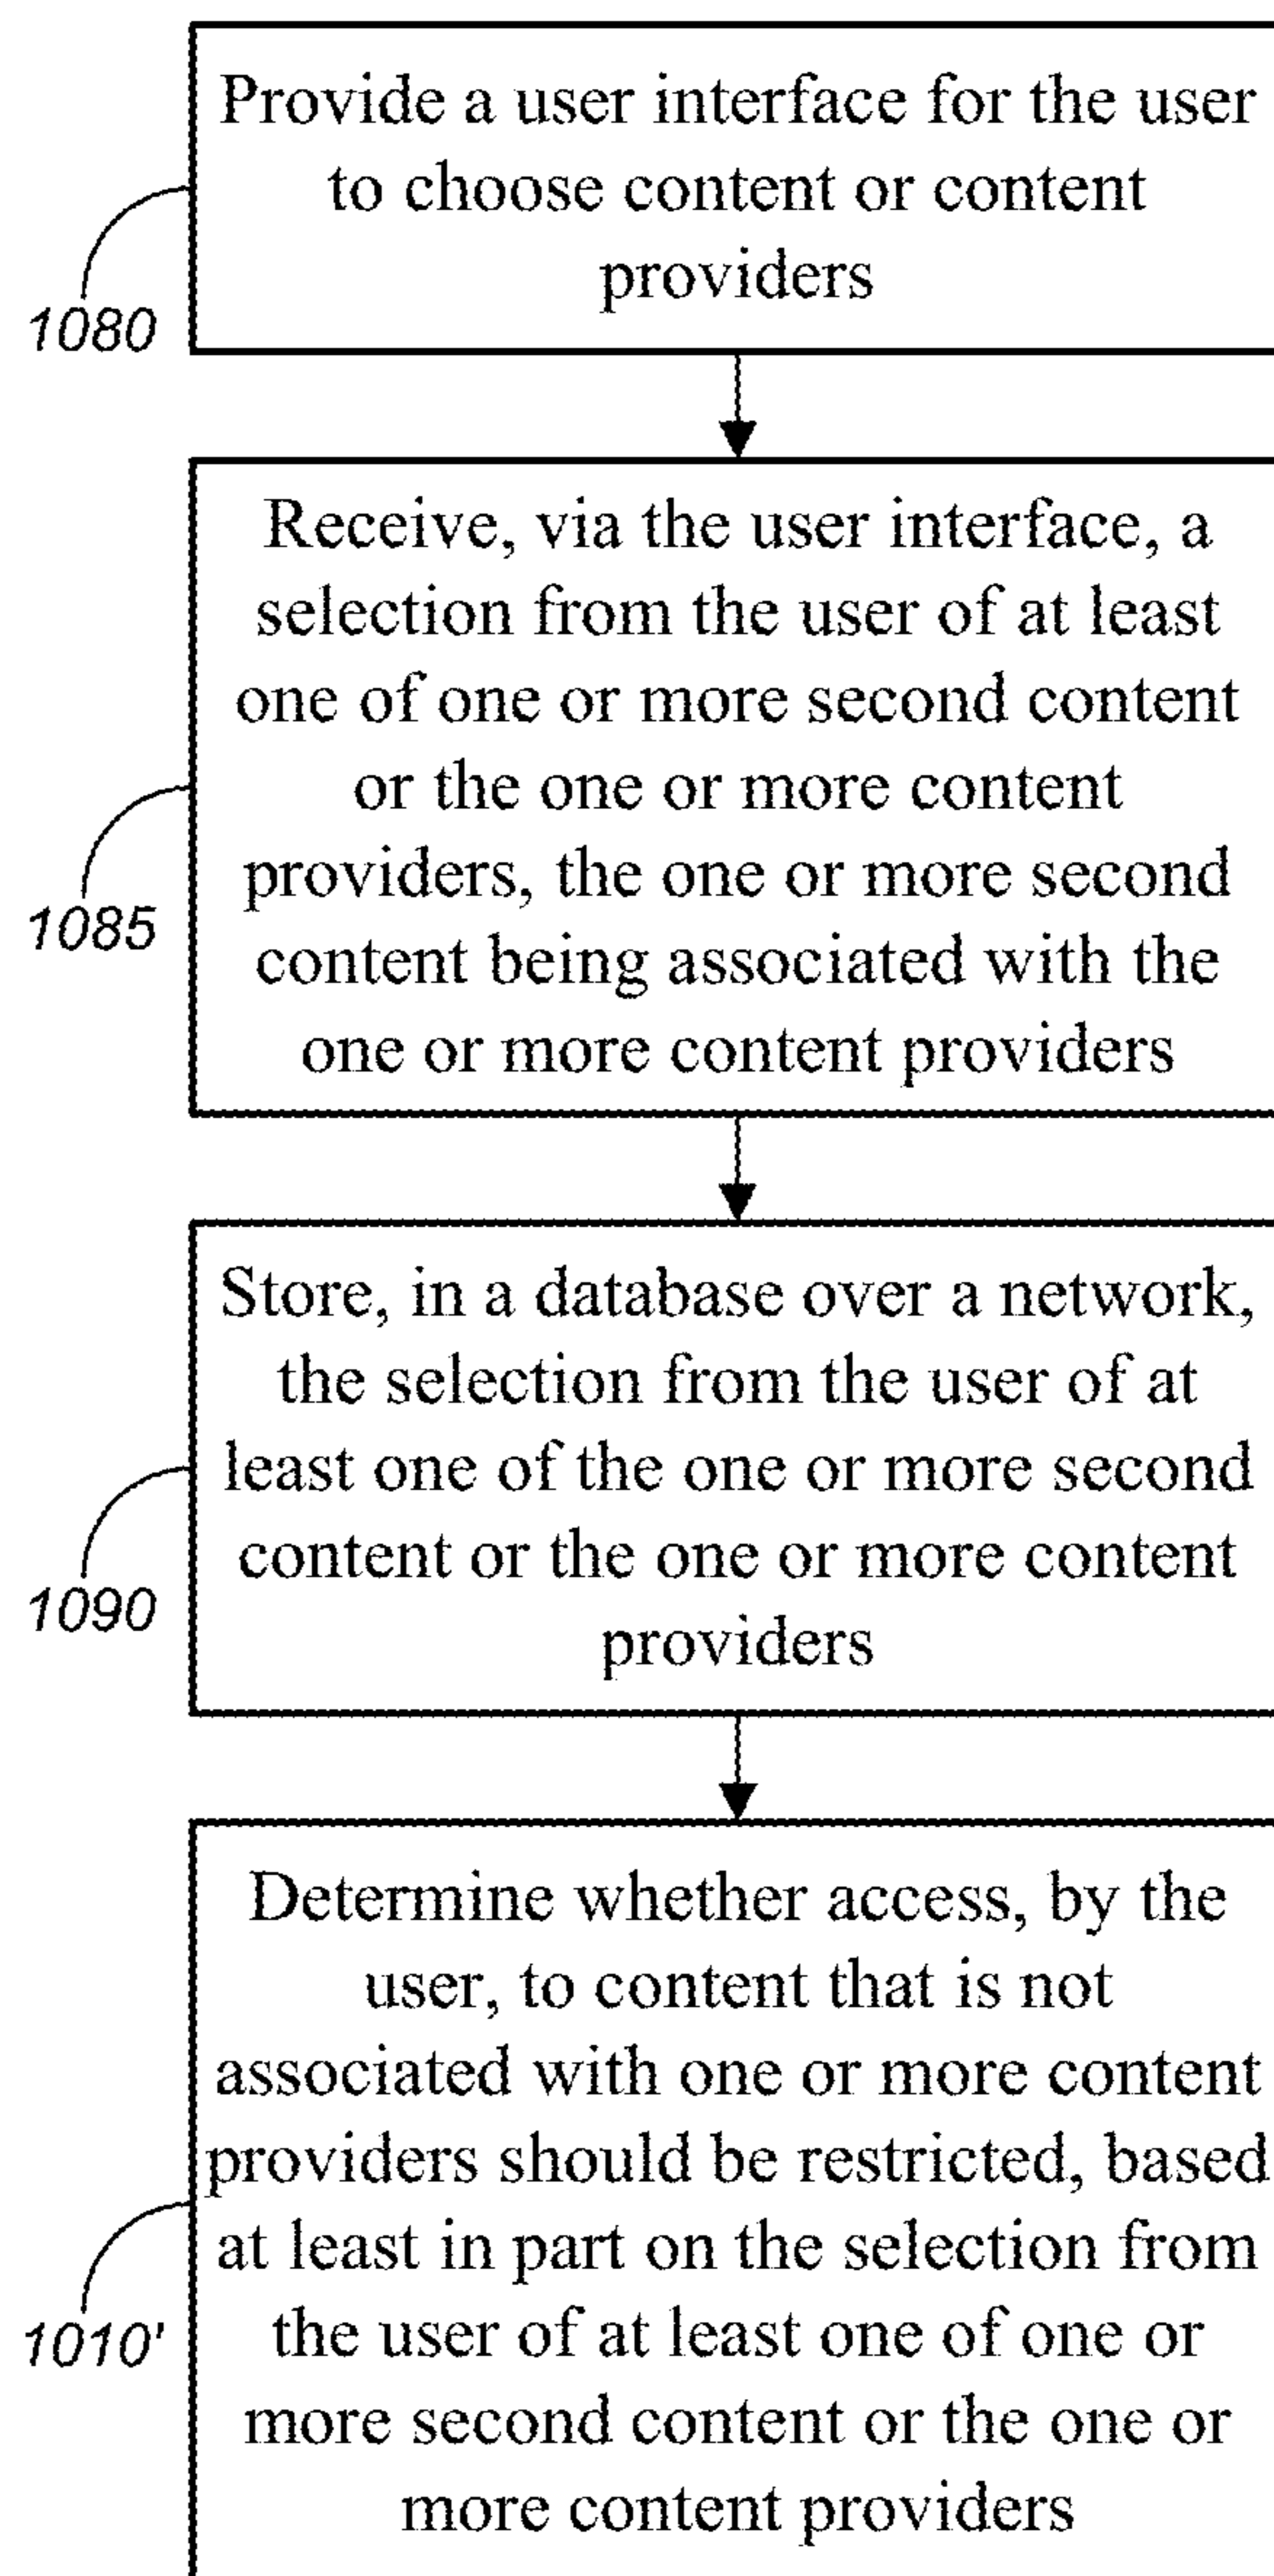 Provide a user interface for the user
to choose content or content
providers
1080
Receive, via the user interface, a
selection from the user of at least
one of one or more second content
or the one or more content
providers, the one or more second
content being associated with the
one or more content providers
1085
Store, in a database over a network,
the selection from the user of at
least one of the one or more second
content or the one or more content
providers
1090
Determine whether access, by the
user, to content that is not
associated with one or more content
providers should be restricted, based
at least in part on the selection from
the user of at least one of one or
more second content or the one or
more content providers
1010'